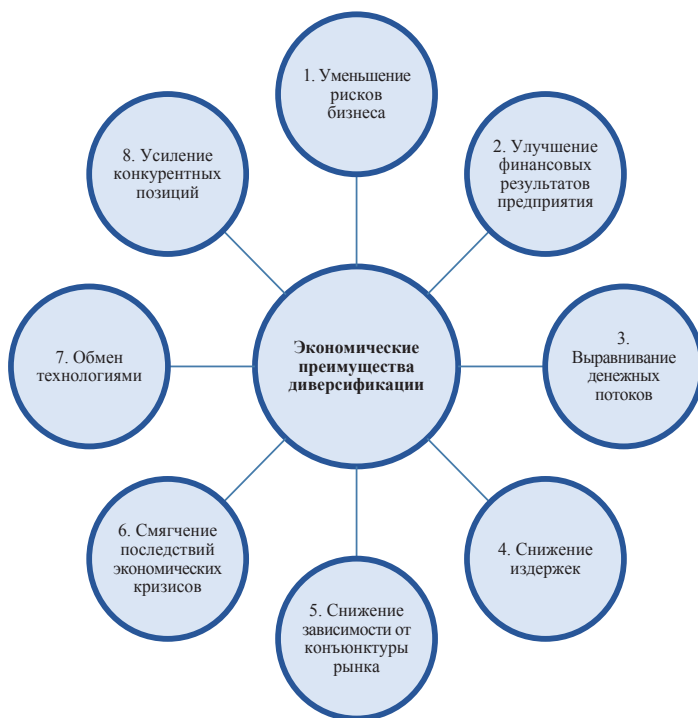 1. Уменьшение
рисков
бизнеса
2. Улучшение
финансовых
результатов
предприятия
3.
Выравнивание
денежных
потоков
4. Снижение
издержек
5. Снижение
зависимости от
конъюнктуры
рынка
6. Смягчение
последствий
экономических
кризисов
7. Обмен
технологиями
8. Усиление
конкурентных
позиций
Экономические
преимущества
диверсификации